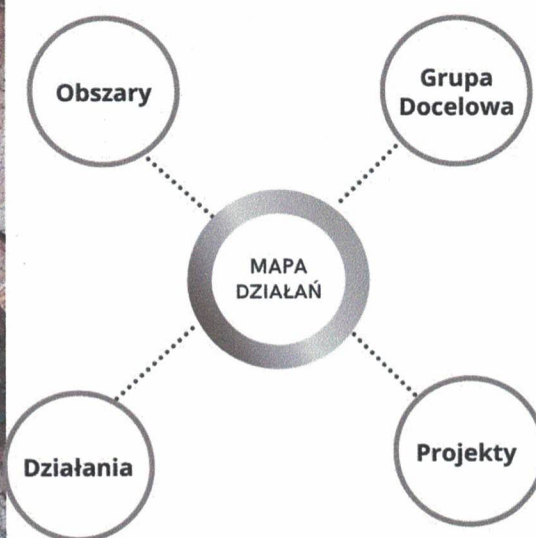 Obszary
Grupa
Docelowa
MAPA
DZIAŁAŃ
Działania
Projekty